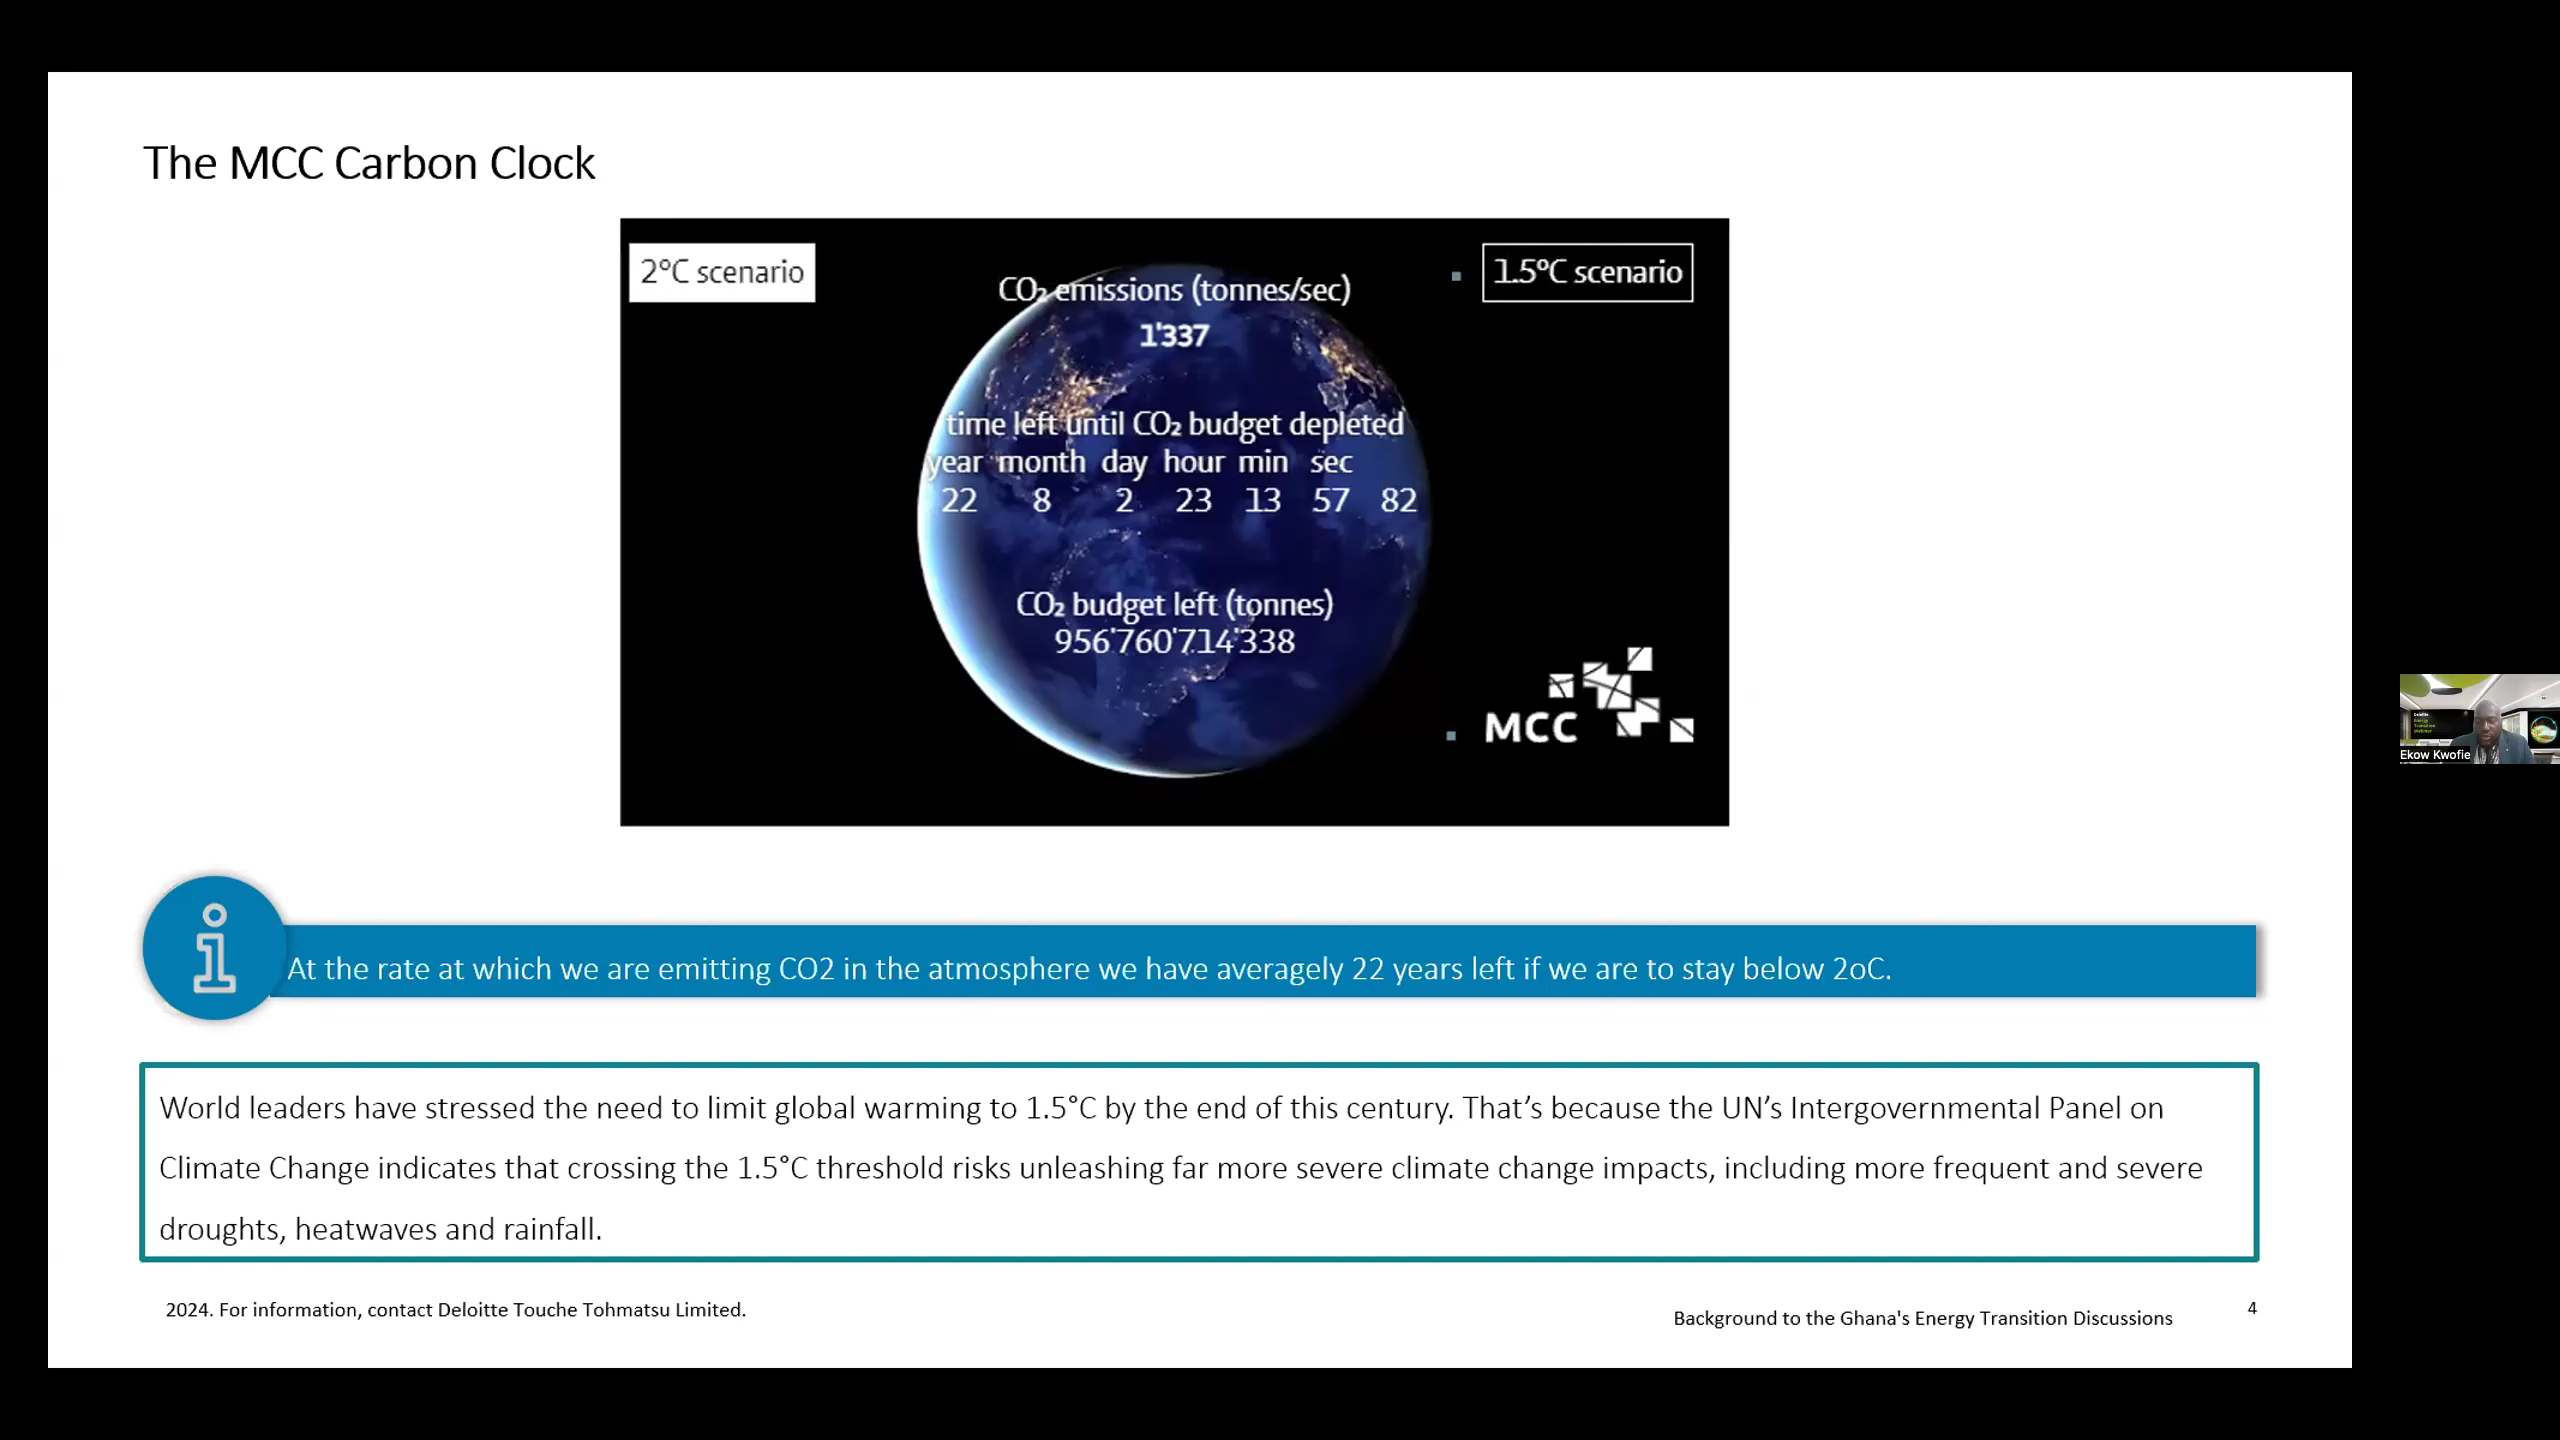 The MCC Carbon Clock
2°C scenario
1.5°C scenario
CO₂ emissions (tonnes/sec)
1'337
time left until CO₂ budget depleted
year month day hour min sec
22 8 2 23 13 57 82
CO₂ budget left (tonnes)
956'760'714'338
MCC
At the rate at which we are emitting CO2 in the atmosphere we have averagely 22 years left if we are to stay below 2oC.
World leaders have stressed the need to limit global warming to 1.5°C by the end of this century. That’s because the UN’s Intergovernmental Panel on
Climate Change indicates that crossing the 1.5°C threshold risks unleashing far more severe climate change impacts, including more frequent and severe
droughts, heatwaves and rainfall.
2024. For information, contact Deloitte Touche Tohmatsu Limited.
Background to the Ghana's Energy Transition Discussions
4
Deloitte
Energy
Transition
Webinar
Ekow Kwofie